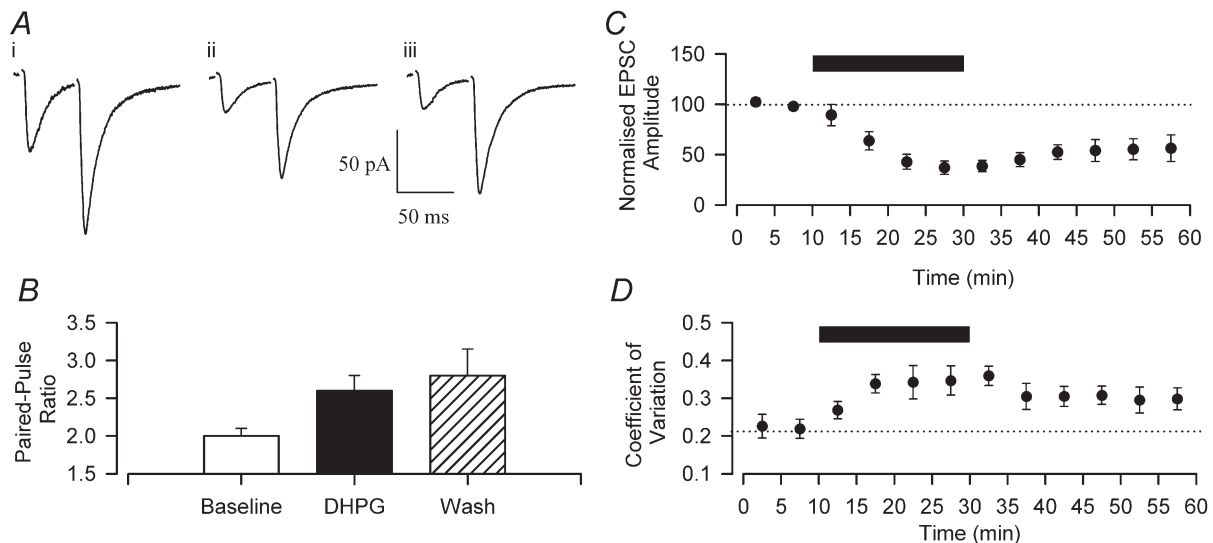 A
i
ii
iii
50 pA
50 ms
B
3.5
3.0
2.5
2.0
1.5
Paired-Pulse
Ratio
Baseline DHPG Wash
C
150
100
50
0
Normalised EPSC
Amplitude
0 5 10 15 20 25 30 35 40 45 50 55 60
Time (min)
D
0.5
0.4
0.3
0.2
0.1
Coefficient of
Variation
0 5 10 15 20 25 30 35 40 45 50 55 60
Time (min)